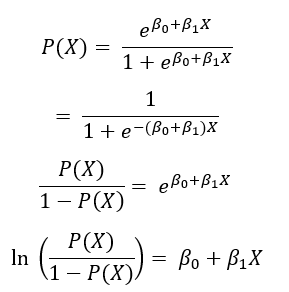 P(X) = e^{β₀+β₁X} / (1 + e^{β₀+β₁X})
= 1 / (1 + e^{−(β₀+β₁)X})
P(X) / (1 − P(X)) = e^{β₀+β₁X}
ln (P(X) / (1 − P(X))) = β₀ + β₁X